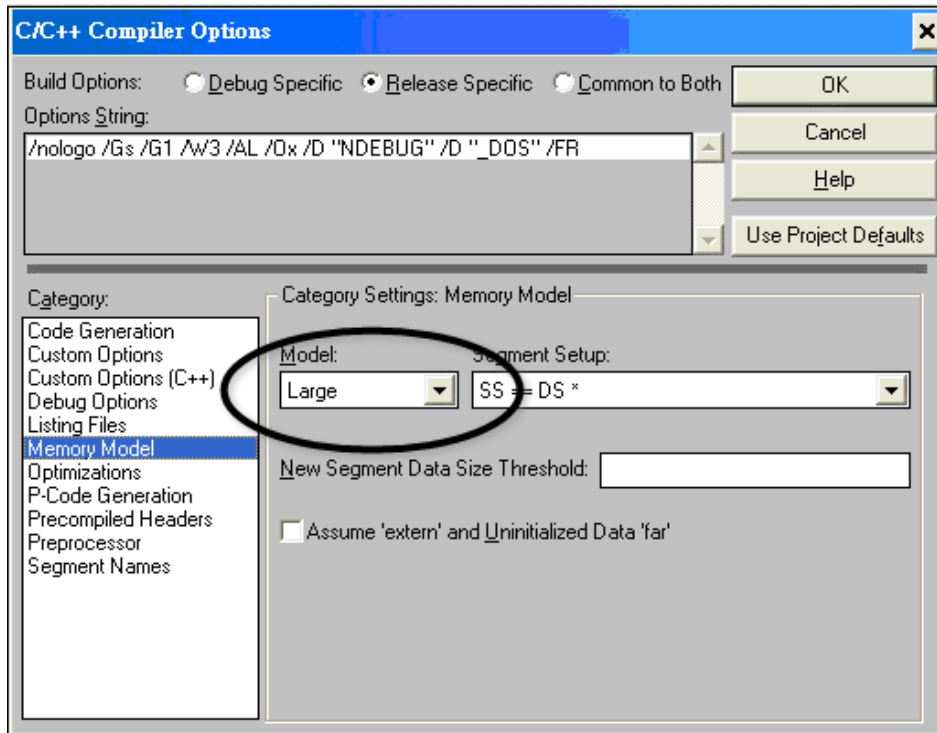 C/C++ Compiler Options
Build Options: Debug Specific Release Specific Common to Both
OK
Options String:
Cancel
/nologo /Gs /G1 /W3 /AL /Ox /D "NDEBUG" /D "_DOS" /FR
Help
Use Project Defaults
Category:
Code Generation
Custom Options
Custom Options (C++)
Debug Options
Listing Files
Memory Model
Optimizations
P-Code Generation
Precompiled Headers
Preprocessor
Segment Names
Category Settings: Memory Model
Model: Segment Setup:
Large SS == DS *
New Segment Data Size Threshold:
Assume 'extern' and Uninitialized Data 'far'